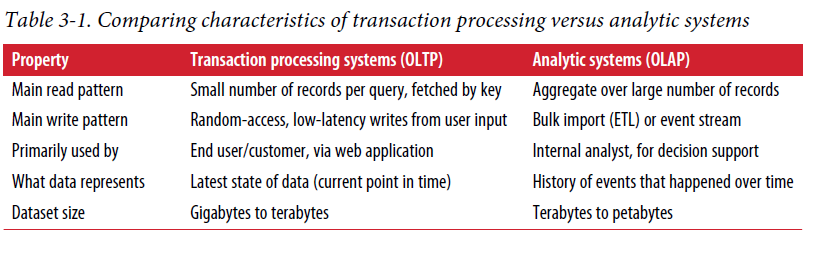 Table 3-1. Comparing characteristics of transaction processing versus analytic systems
Property Transaction processing systems (OLTP) Analytic systems (OLAP)
Main read pattern Small number of records per query, fetched by key Aggregate over large number of records
Main write pattern Random-access, low-latency writes from user input Bulk import (ETL) or event stream
Primarily used by End user/customer, via web application Internal analyst, for decision support
What data represents Latest state of data (current point in time) History of events that happened over time
Dataset size Gigabytes to terabytes Terabytes to petabytes